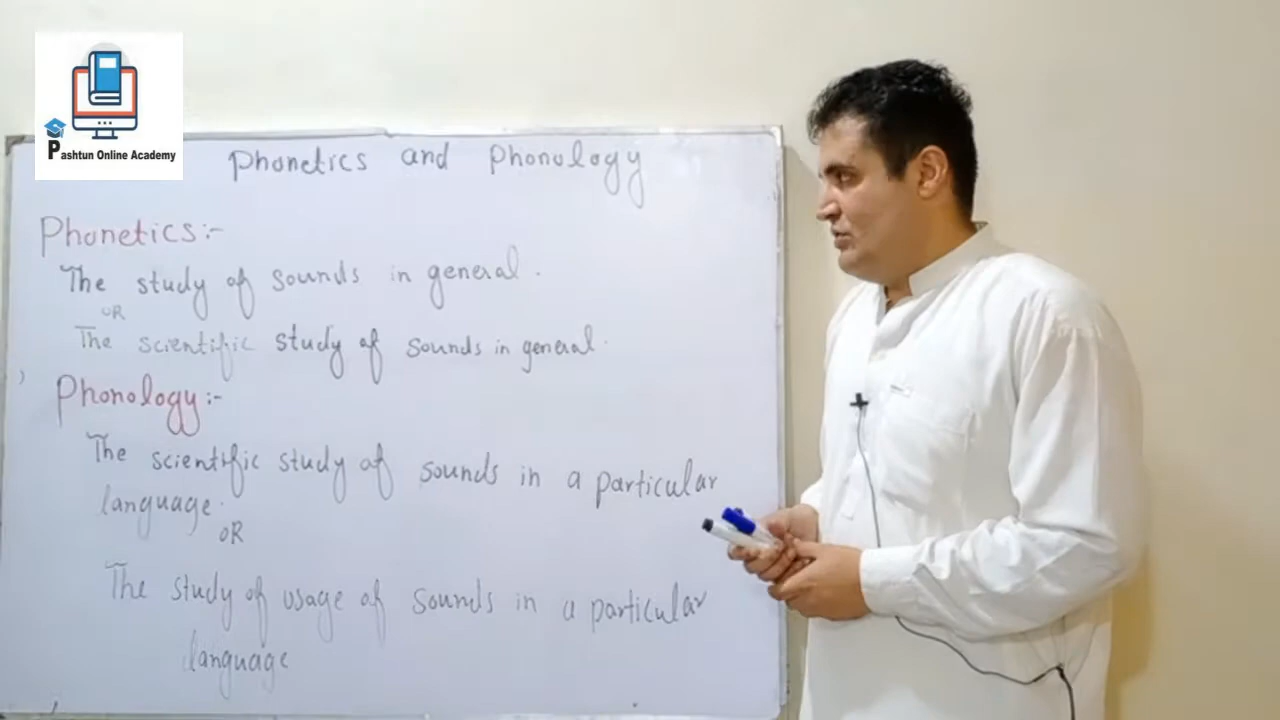 Pashtun Online Academy
Phonetics and Phonology
Phonetics:-
The study of sounds in general.
OR
The scientific study of sounds in general.
Phonology:-
The scientific study of sounds in a particular
language.
OR
The study of usage of sounds in a particular
language